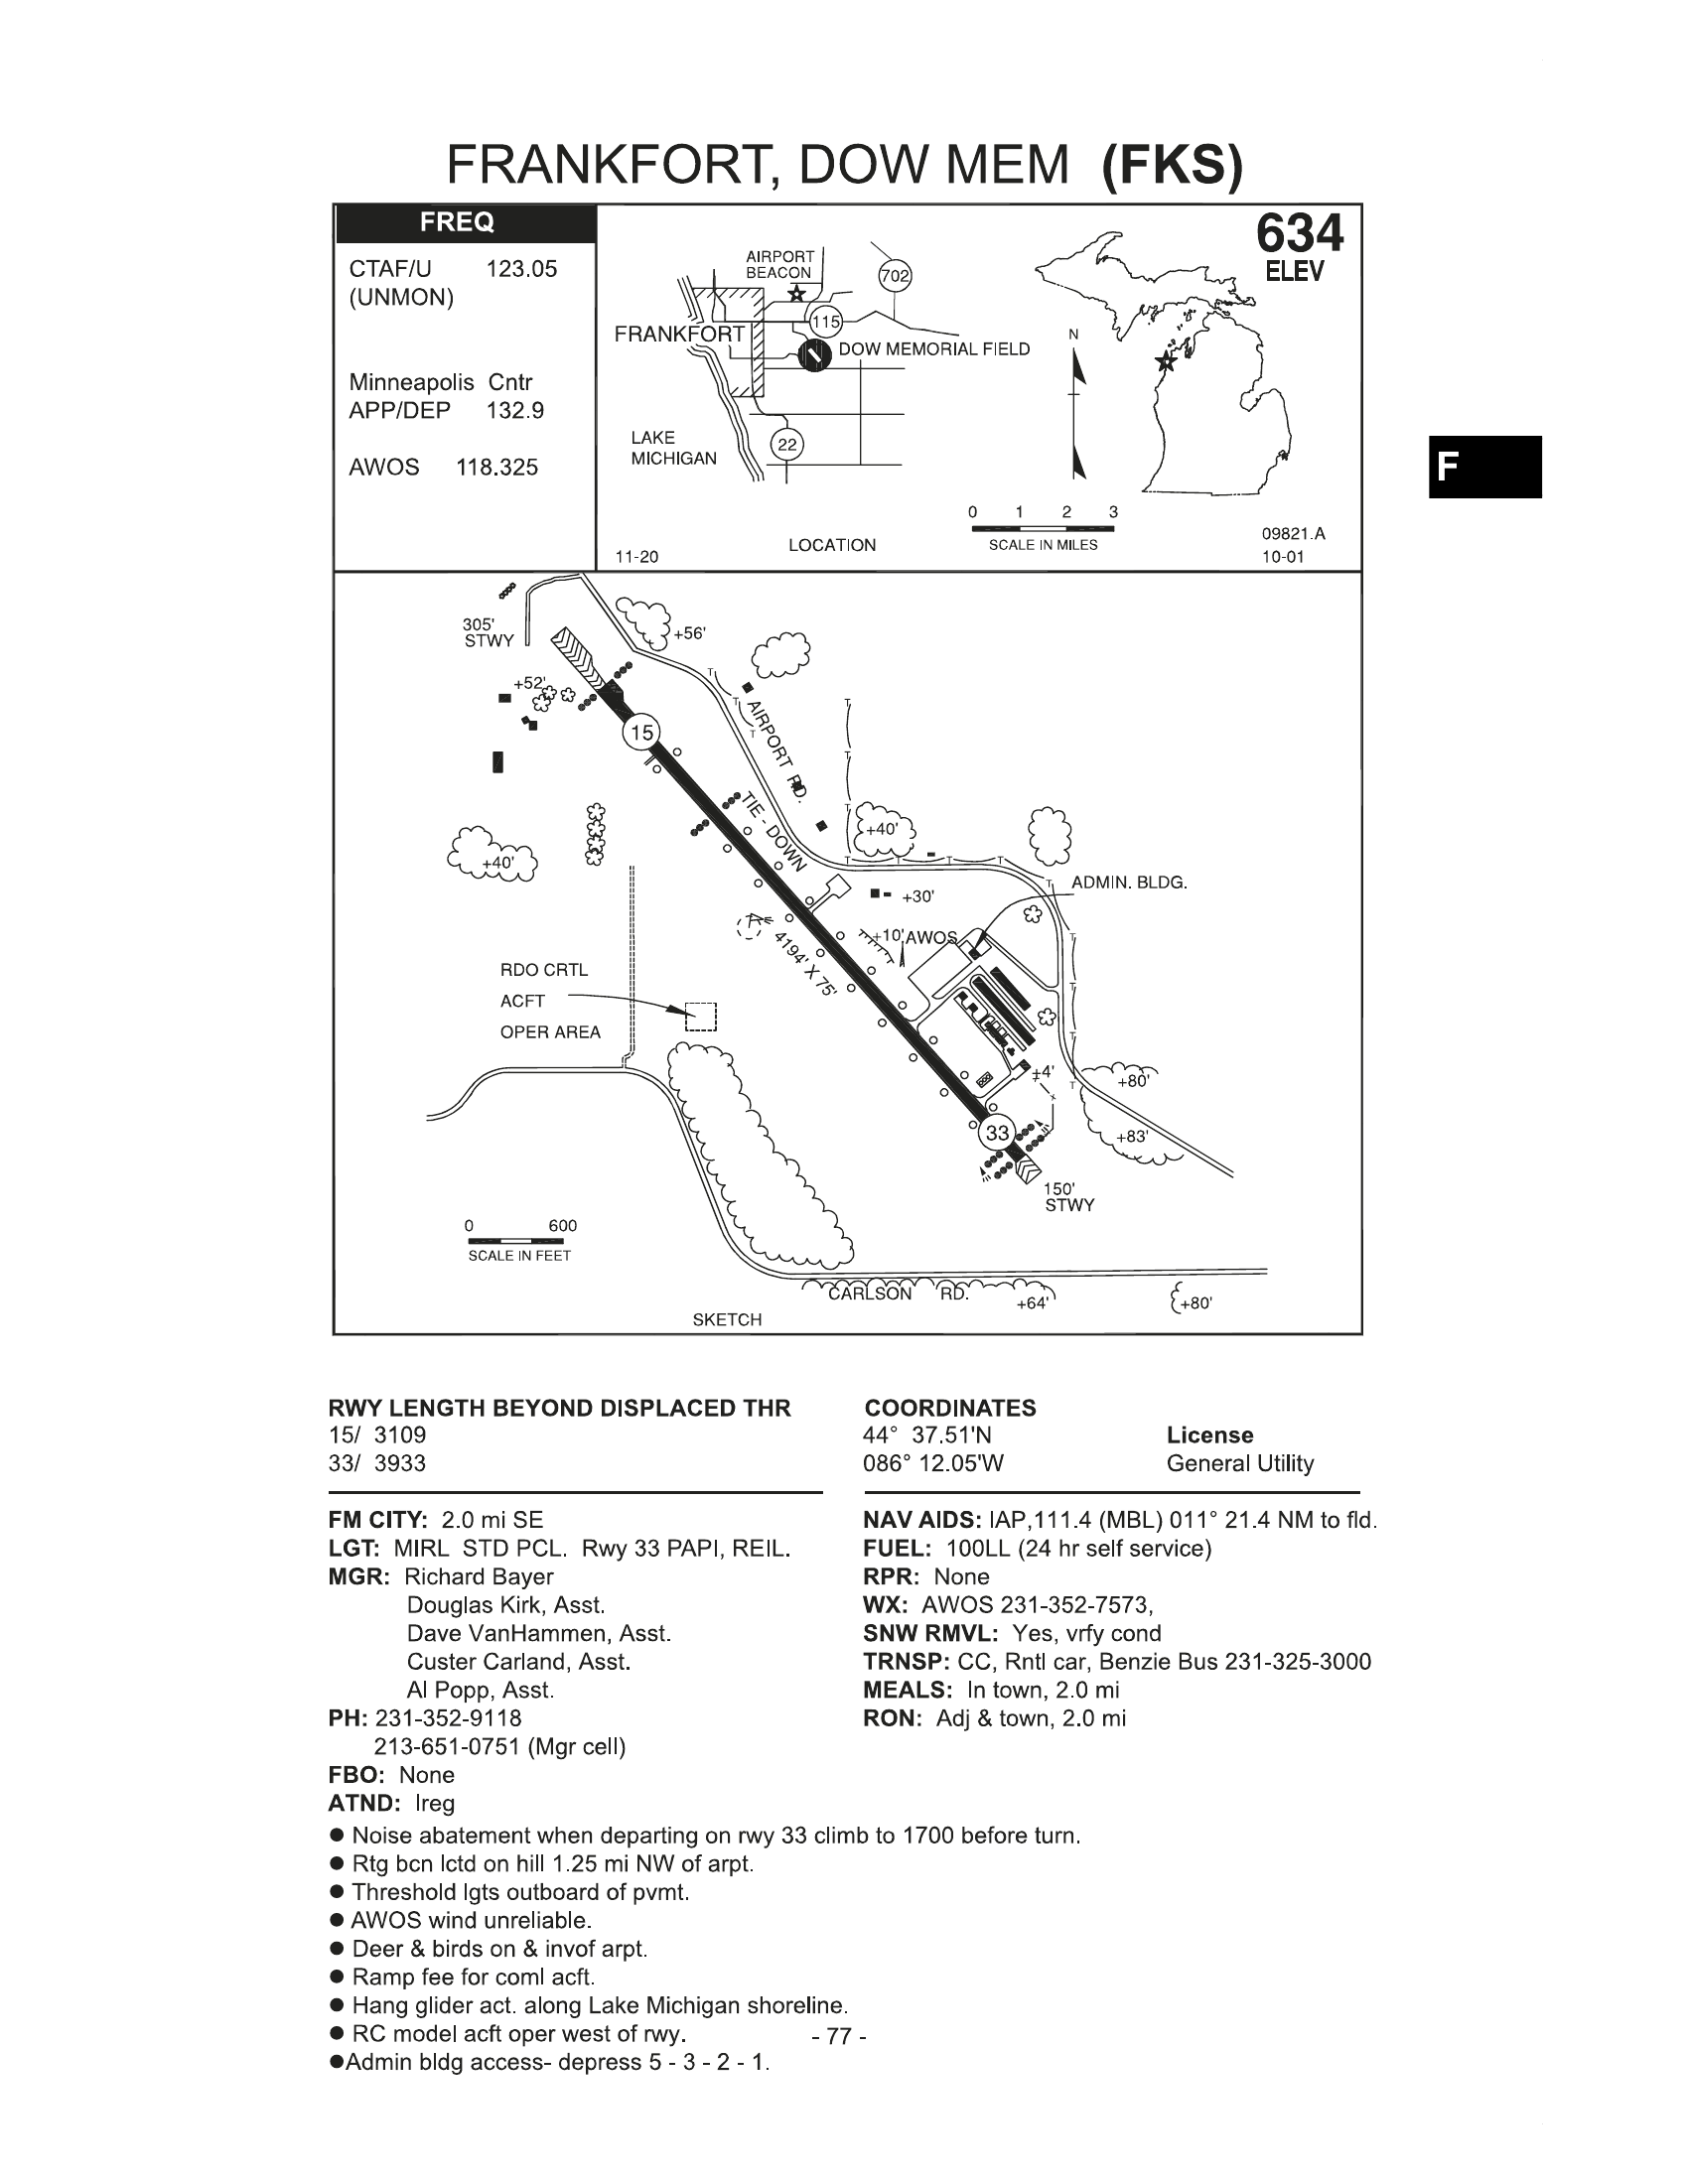 FRANKFORT, DOW MEM (FKS)
FREQ
CTAF/U 123.05
(UNMON)
Minneapolis Cntr
APP/DEP 132.9
AWOS 118.325
AIRPORT
BEACON
702
115
FRANKFORT
DOW MEMORIAL FIELD
LAKE
MICHIGAN
22
N
634
ELEV
0 1 2 3
SCALE IN MILES
LOCATION
11-20
09821.A
10-01
F
305'
STWY
+56'
+52'
15
AIRPORT RD.
TIE - DOWN
+40'
+40'
ADMIN. BLDG.
+30'
+10' AWOS
4194' X 75'
RDO CRTL
ACFT
OPER AREA
+4'
+80'
33
+83'
150'
STWY
0 600
SCALE IN FEET
CARLSON RD.
+64'
+80'
SKETCH
RWY LENGTH BEYOND DISPLACED THR
15/ 3109
33/ 3933
COORDINATES
44° 37.51'N
086° 12.05'W
License
General Utility
FM CITY: 2.0 mi SE
LGT: MIRL STD PCL. Rwy 33 PAPI, REIL.
MGR: Richard Bayer
Douglas Kirk, Asst.
Dave VanHammen, Asst.
Custer Carland, Asst.
Al Popp, Asst.
PH: 231-352-9118
213-651-0751 (Mgr cell)
FBO: None
ATND: Ireg
NAV AIDS: IAP,111.4 (MBL) 011° 21.4 NM to fld.
FUEL: 100LL (24 hr self service)
RPR: None
WX: AWOS 231-352-7573,
SNW RMVL: Yes, vrfy cond
TRNSP: CC, Rntl car, Benzie Bus 231-325-3000
MEALS: In town, 2.0 mi
RON: Adj & town, 2.0 mi
● Noise abatement when departing on rwy 33 climb to 1700 before turn.
● Rtg bcn lctd on hill 1.25 mi NW of arpt.
● Threshold lgts outboard of pvmt.
● AWOS wind unreliable.
● Deer & birds on & invof arpt.
● Ramp fee for coml acft.
● Hang glider act. along Lake Michigan shoreline.
● RC model acft oper west of rwy.
●Admin bldg access- depress 5 - 3 - 2 - 1.
- 77 -